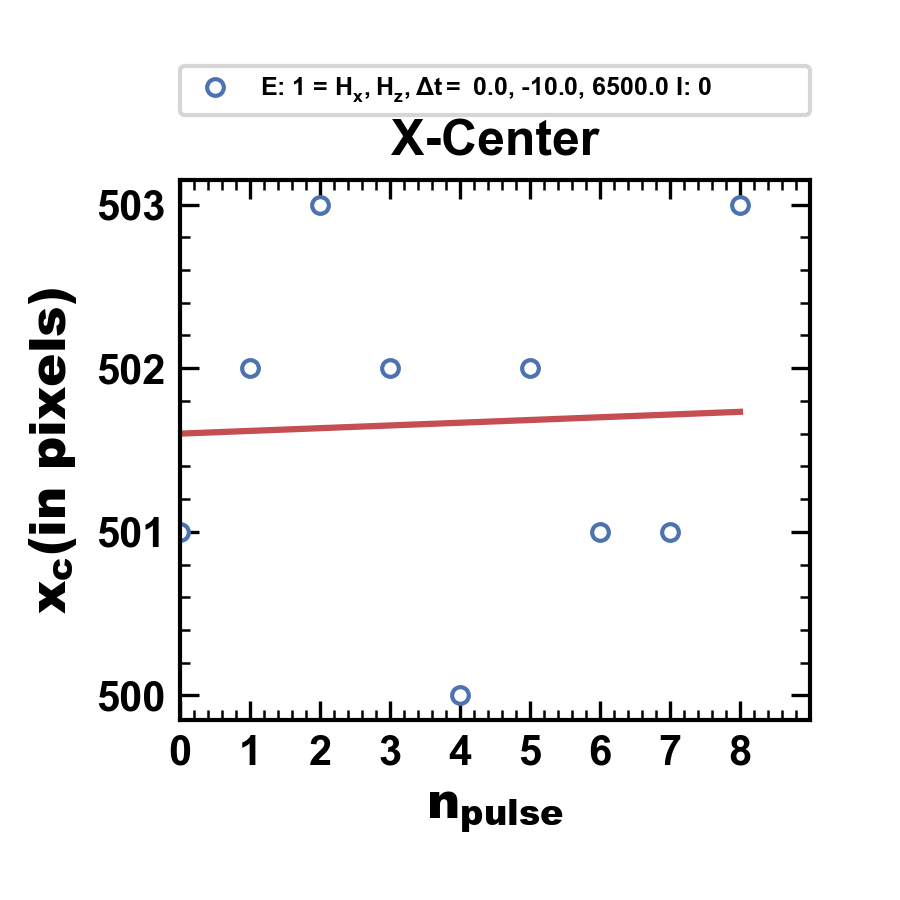 E: 1 = Hx, Hz, Δt = 0.0, -10.0, 6500.0 I: 0
X-Center
503
502
501
500
xc(in pixels)
0 1 2 3 4 5 6 7 8
npulse